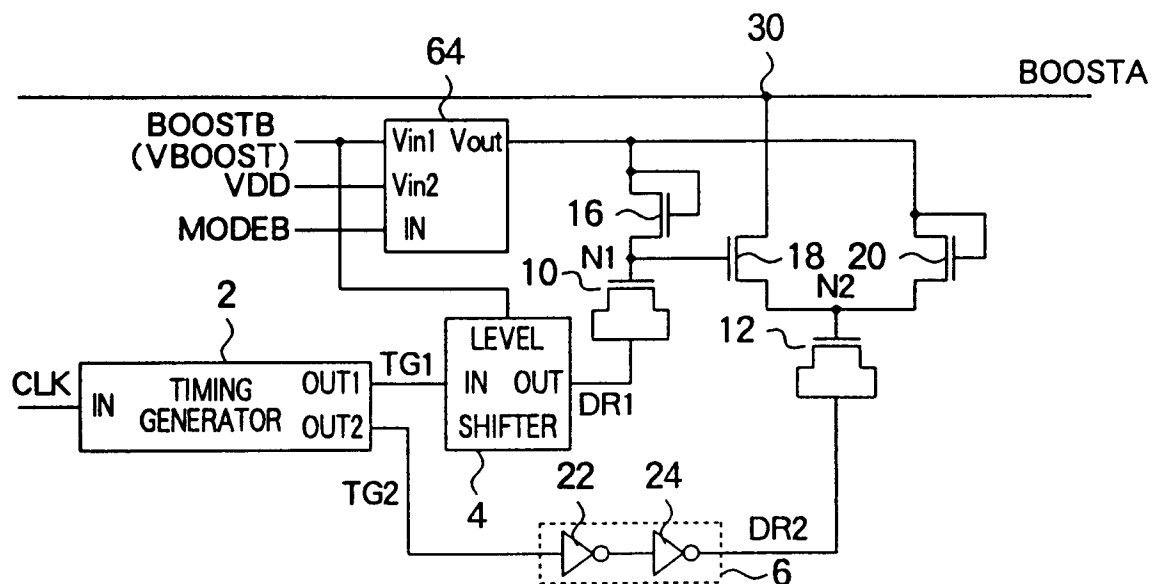 64
30
BOOSTA
BOOSTB
(VBOOST)
VDD
MODEB
Vin1 Vout
Vin2
IN
16
N1
10
18
20
N2
12
2
CLK
IN
TIMING
GENERATOR
OUT1
OUT2
TG1
LEVEL
IN OUT
SHIFTER
DR1
4
TG2
22
24
DR2
6